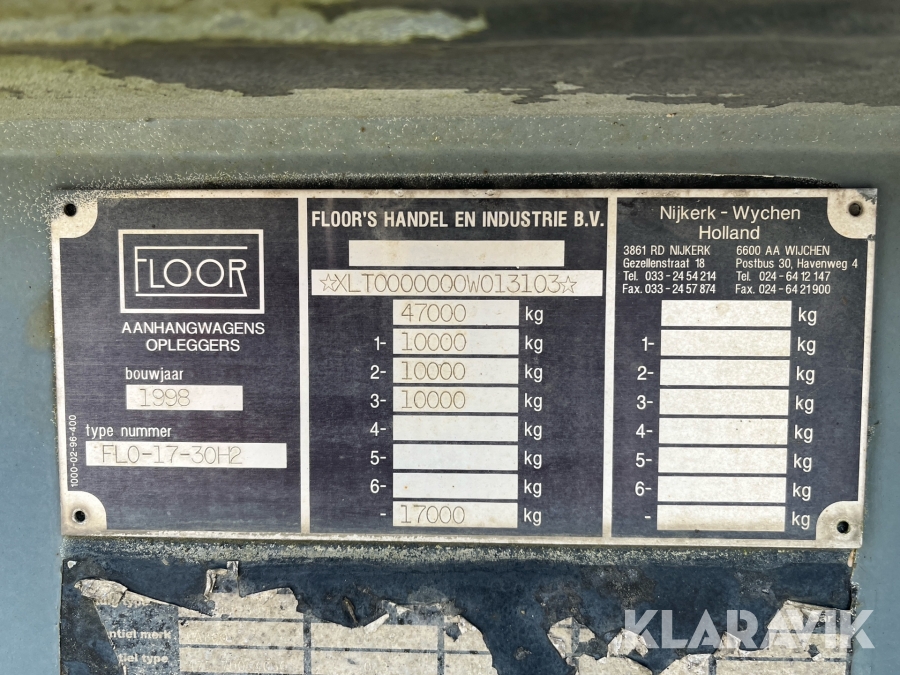 FLOOR
AANHANGWAGENS
OPLEGGERS
bouwjaar
1998
type nummer
FLO-17-30H2
1000-02-96-400
FLOOR'S HANDEL EN INDUSTRIE B.V.
☆XLT0000000W013103☆
47000 kg
1- 10000 kg
2- 10000 kg
3- 10000 kg
4- kg
5- kg
6- kg
- 17000 kg
Nijkerk - Wychen
Holland
3861 RD NIJKERK
Gezellenstraat 18
Tel. 033 - 24 54 214
Fax. 033 - 24 57 874
6600 AA WIJCHEN
Postbus 30, Havenweg 4
Tel. 024 - 64 12 147
Fax. 024 - 64 21900
kg
1- kg
2- kg
3- kg
4- kg
5- kg
6- kg
- kg
ntiel merk
tiel type
KLARAVIK